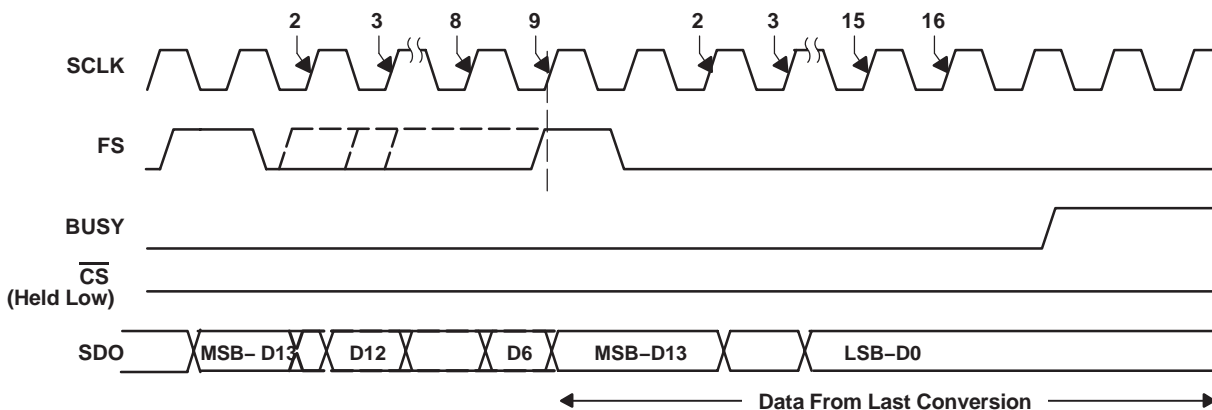 2 3 8 9 2 3 15 16
SCLK
FS
BUSY
CS
(Held Low)
SDO MSB– D13 D12 D6 MSB–D13 LSB–D0
Data From Last Conversion